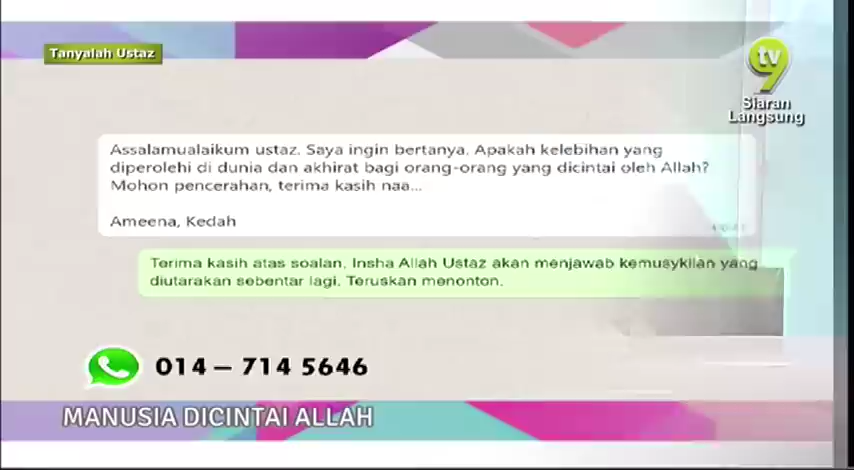 Tanyalah Ustaz
tv
9
Siaran
Langsung
Assalamualaikum ustaz. Saya ingin bertanya. Apakah kelebihan yang
diperolehi di dunia dan akhirat bagi orang-orang yang dicintai oleh Allah?
Mohon pencerahan, terima kasih naa...
Ameena, Kedah
Terima kasih atas soalan. Insha Allah Ustaz akan menjawab kemusykilan yang
diutarakan sebentar lagi. Teruskan menonton.
014 – 714 5646
MANUSIA DICINTAI ALLAH